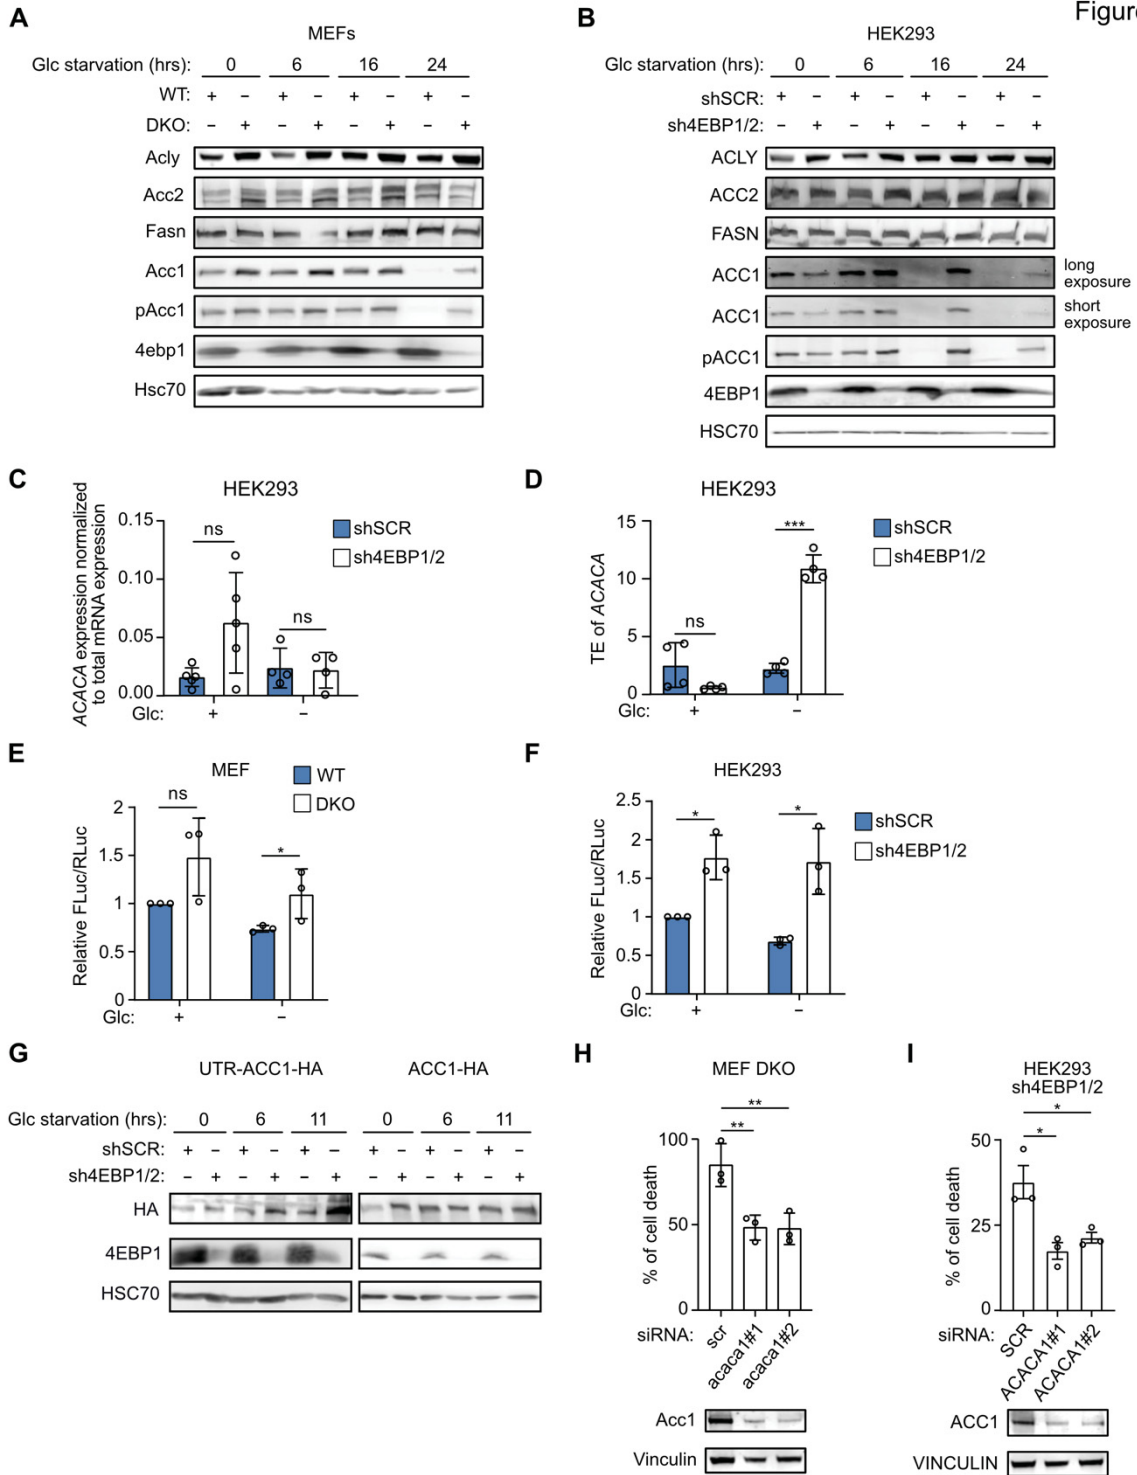 Figure
A
MEFs
Glc starvation (hrs): 0 6 16 24
WT: + – + – + – + –
DKO: – + – + – + – +
Acly
Acc2
Fasn
Acc1
pAcc1
4ebp1
Hsc70
B
HEK293
Glc starvation (hrs): 0 6 16 24
shSCR: + – + – + – + –
sh4EBP1/2: – + – + – + – +
ACLY
ACC2
FASN
ACC1 long exposure
ACC1 short exposure
pACC1
4EBP1
HSC70
C
HEK293
ACACA expression normalized
to total mRNA expression
0.15
0.10
0.05
0.00
ns
ns
shSCR
sh4EBP1/2
Glc: + –
D
HEK293
TE of ACACA
15
10
5
0
ns
***
shSCR
sh4EBP1/2
Glc: + –
E
MEF
Relative FLuc/RLuc
2
1.5
1
0.5
0
ns
*
WT
DKO
Glc: + –
F
HEK293
Relative FLuc/RLuc
2.5
2
1.5
1
0.5
0
*
*
shSCR
sh4EBP1/2
Glc: + –
G
UTR-ACC1-HA ACC1-HA
Glc starvation (hrs): 0 6 11 0 6 11
shSCR: + – + – + – + – + – + –
sh4EBP1/2: – + – + – + – + – + – +
HA
4EBP1
HSC70
H
MEF DKO
% of cell death
100
50
0
**
**
siRNA: scr acaca1#1 acaca1#2
Acc1
Vinculin
I
HEK293
sh4EBP1/2
% of cell death
50
25
0
*
*
siRNA: SCR ACACA1#1 ACACA1#2
ACC1
VINCULIN